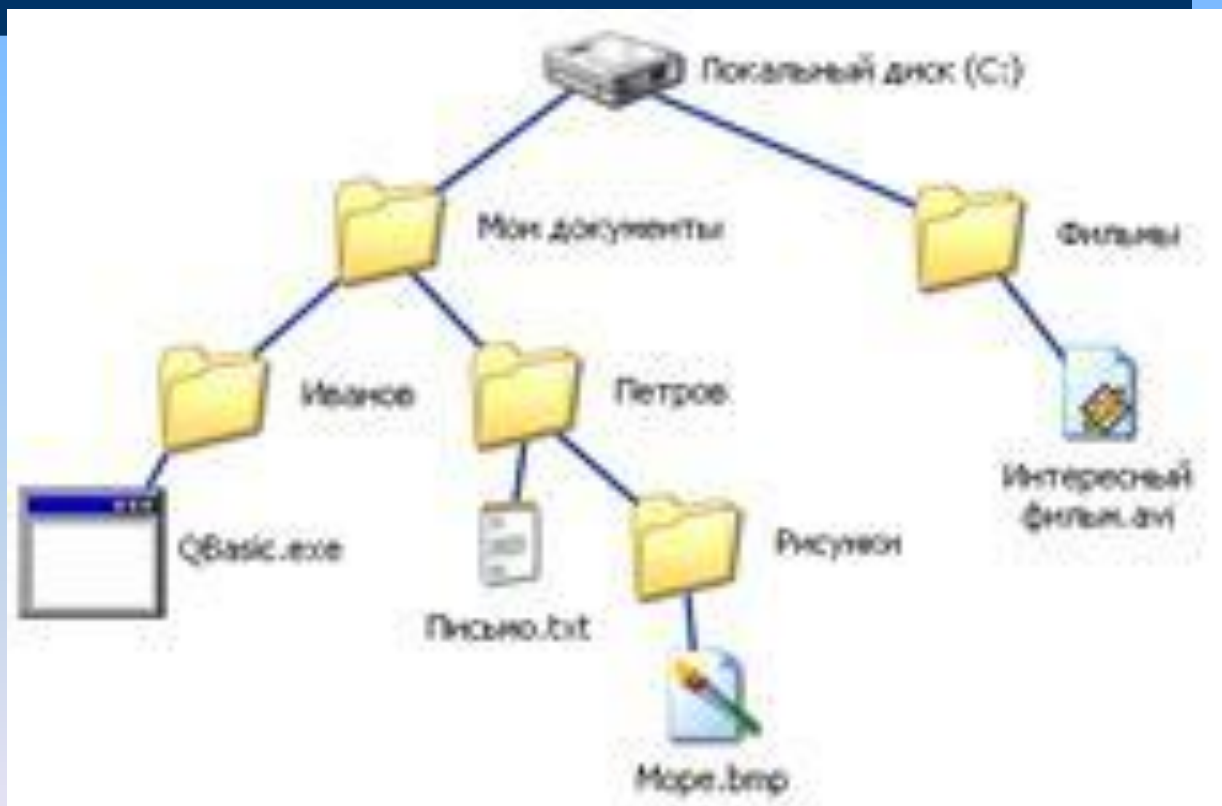 Локальный диск (C:)
Мои документы
Фильмы
Иванов
Петров
Интересный
фильм.avi
QBasic.exe
Рисунки
Письмо.txt
Море.bmp